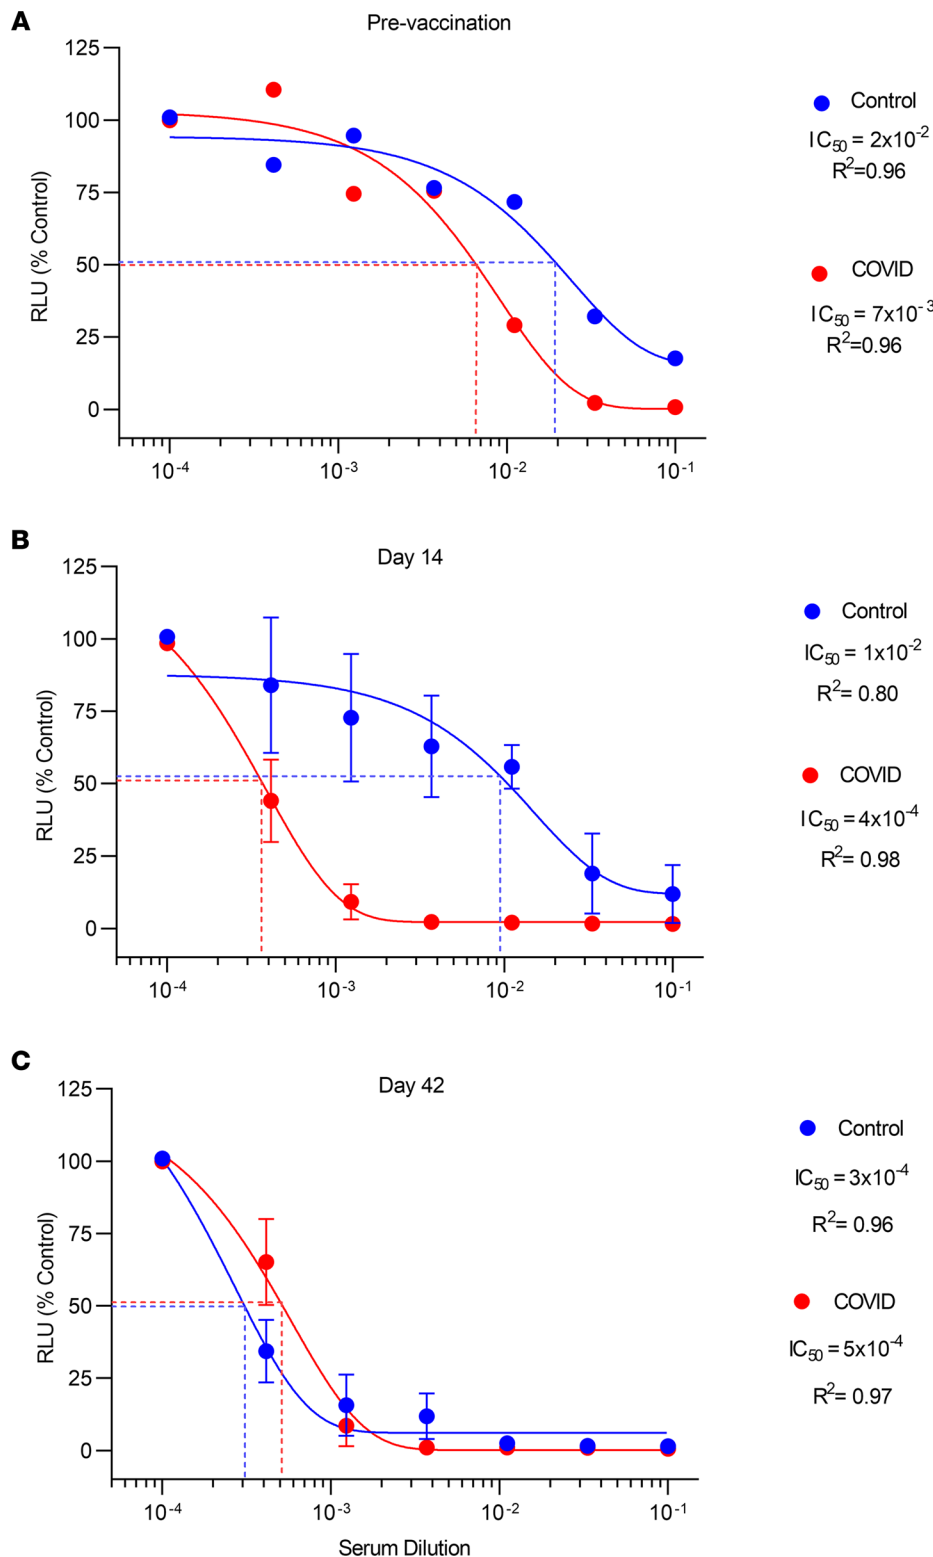 A
Pre-vaccination
125
100
75
50
25
0
RLU (% Control)
10⁻⁴ 10⁻³ 10⁻² 10⁻¹
Control
IC₅₀ = 2x10⁻²
R²=0.96
COVID
IC₅₀ = 7x10⁻³
R²=0.96
B
Day 14
125
100
75
50
25
0
RLU (% Control)
10⁻⁴ 10⁻³ 10⁻² 10⁻¹
Control
IC₅₀ = 1x10⁻²
R²= 0.80
COVID
IC₅₀ = 4x10⁻⁴
R²= 0.98
C
Day 42
125
100
75
50
25
0
RLU (% Control)
10⁻⁴ 10⁻³ 10⁻² 10⁻¹
Serum Dilution
Control
IC₅₀ = 3x10⁻⁴
R²= 0.96
COVID
IC₅₀ = 5x10⁻⁴
R²= 0.97